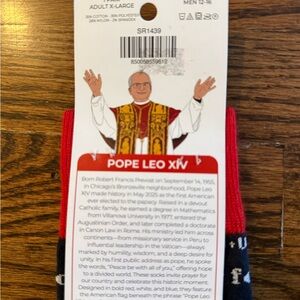 ADULT X-LARGE
MEN 12-16
SR1439
POPE LEO XIV
Born Robert Francis Prevost on September 14, 1955,
in Chicago's Bronzeville neighborhood, Pope Leo
XIV made history in May 2025 as the first American
ever elected to the papacy. Raised in a devout
Catholic family, he earned a degree in Mathematics
from Villanova University in 1977, entered the
Augustinian Order, and later completed a doctorate
in Canon Law in Rome. His ministry led him across
continents—from missionary service in Peru to
influential leadership in the Vatican—always
marked by humility, wisdom, and a deep desire for
unity. In his first public address as pope, he spoke
the words, "Peace be with all of you," offering hope
to a divided world. These socks invite prayer for
our country and celebrate this historic moment.
Designed in bold red, white, and blue, they feature
the American flag beneath the phrase "Pope Leo